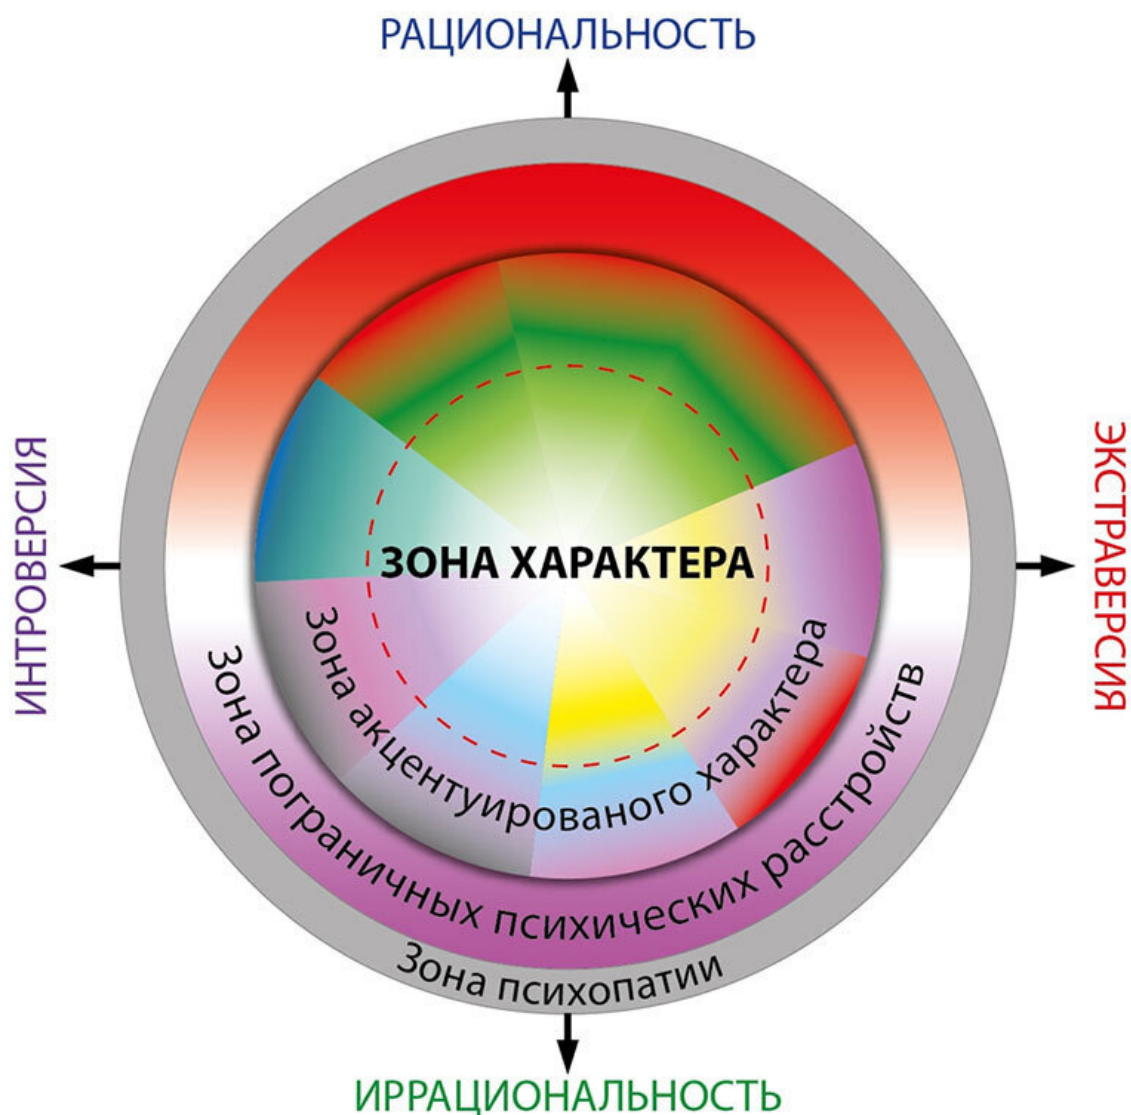 РАЦИОНАЛЬНОСТЬ
ИНТРОВЕРСИЯ
ЭКСТРАВЕРСИЯ
ЗОНА ХАРАКТЕРА
Зона акцентуированого характера
Зона пограничных психических расстройств
Зона психопатии
ИРРАЦИОНАЛЬНОСТЬ